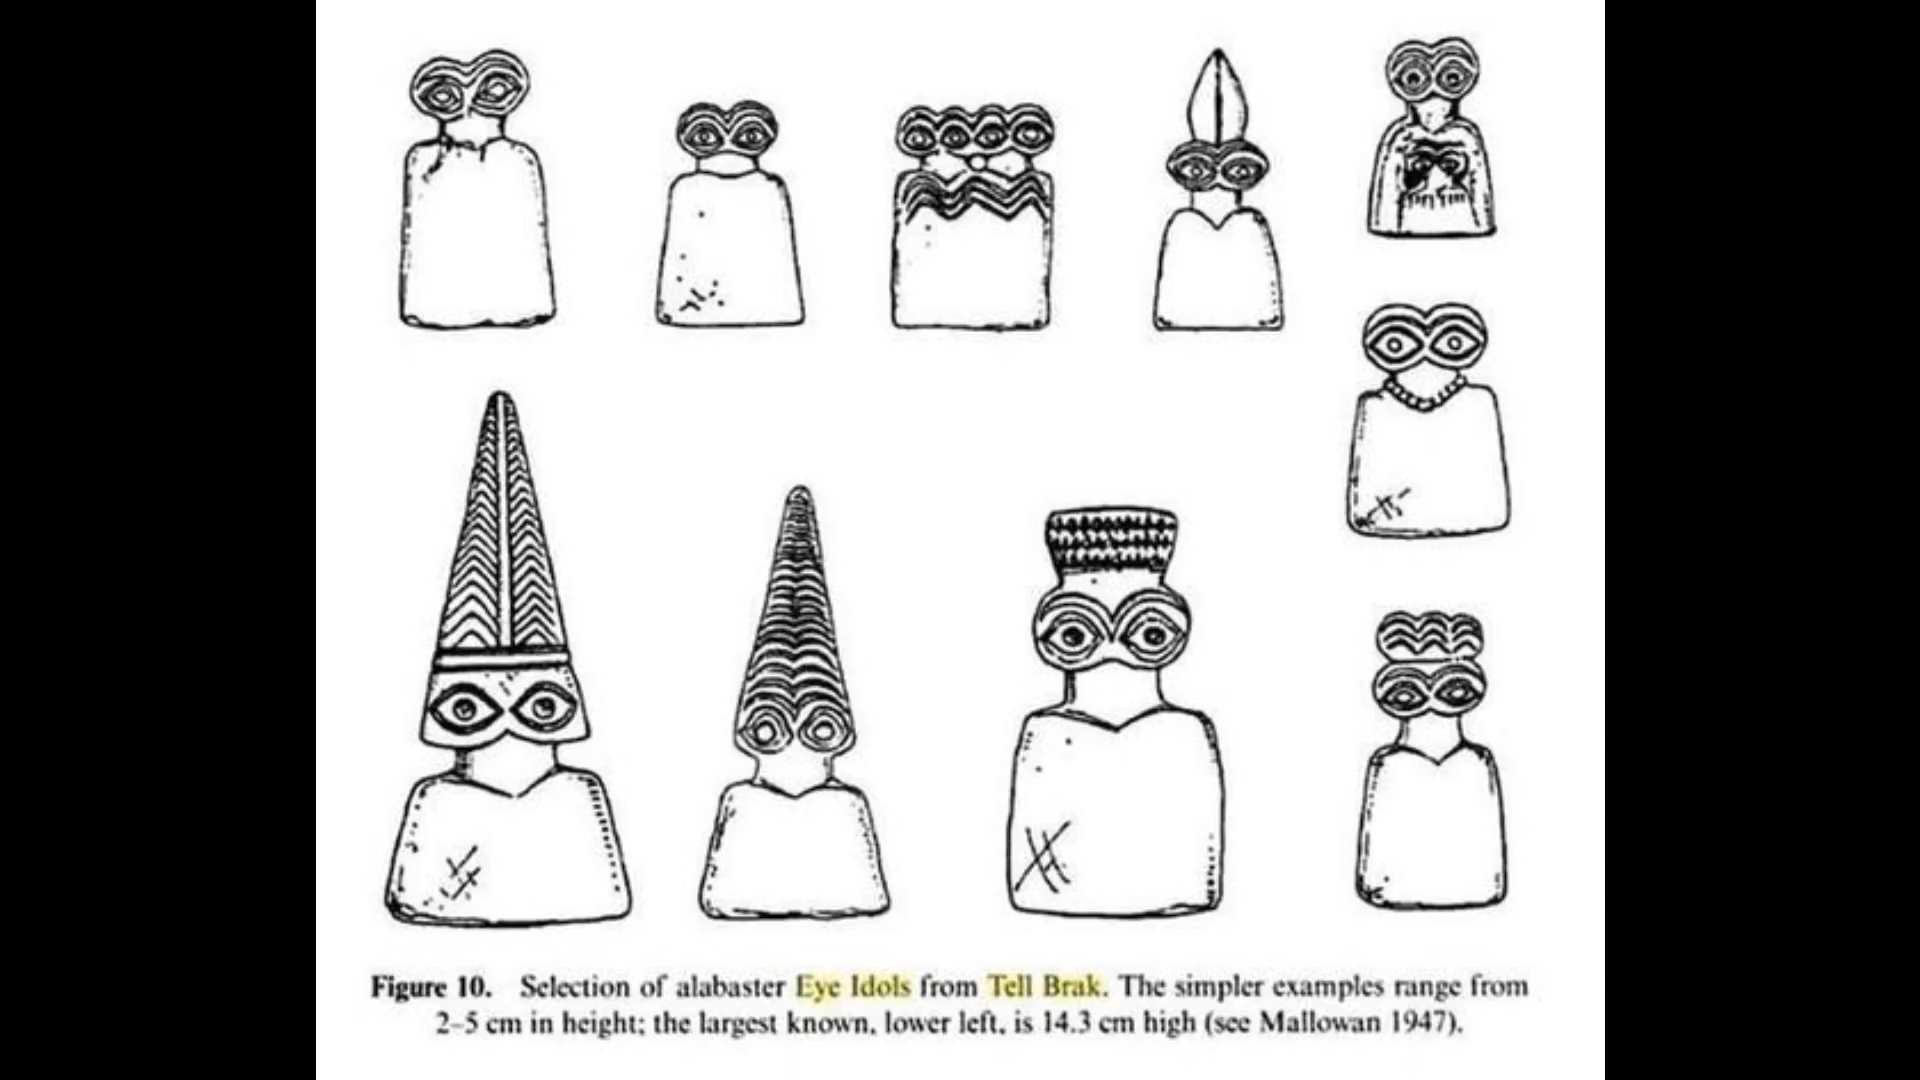 Figure 10. Selection of alabaster Eye Idols from Tell Brak. The simpler examples range from
2–5 cm in height; the largest known, lower left, is 14.3 cm high (see Mallowan 1947).